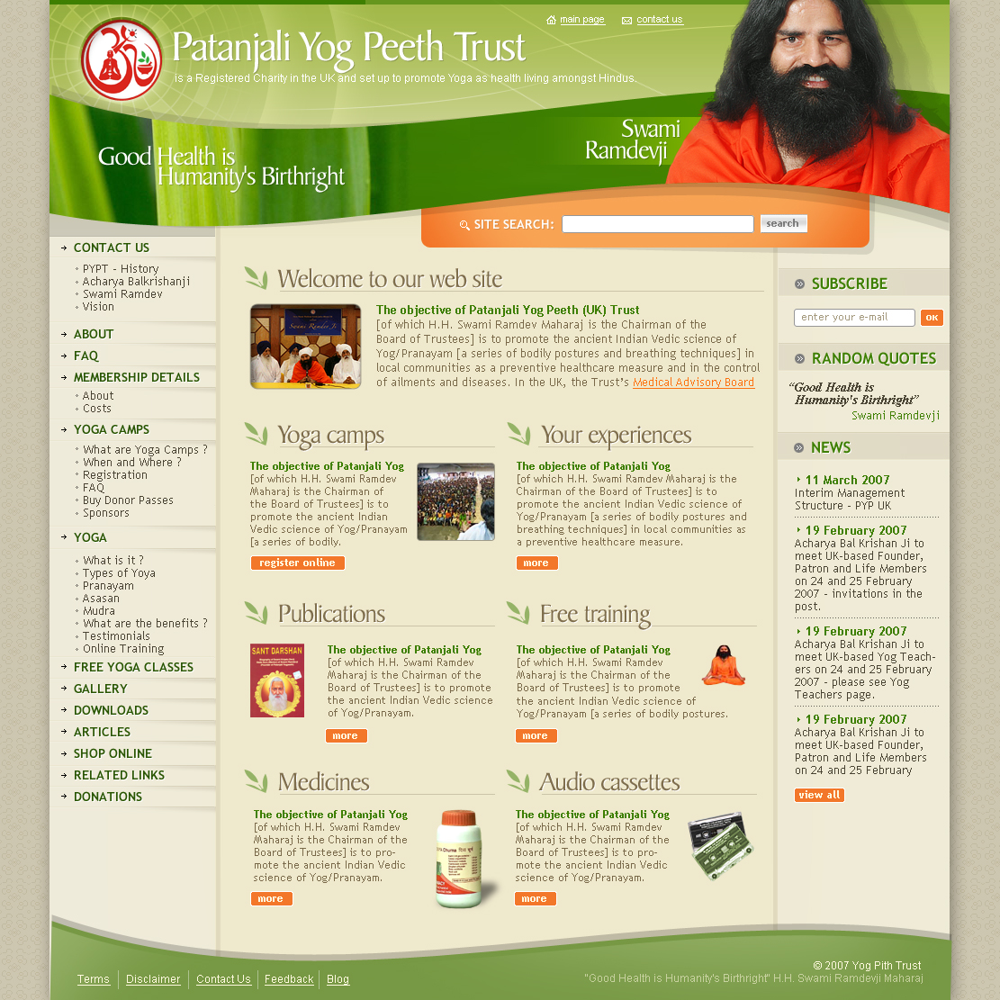 main page
contact us
Patanjali Yog Peeth Trust
is a Registered Charity in the UK and set up to promote Yoga as health living amongst Hindus.
Good Health is
Humanity's Birthright
Swami
Ramdevji
SITE SEARCH:
search
CONTACT US
PYPT - History
Acharya Balkrishanji
Swami Ramdev
Vision
ABOUT
FAQ
MEMBERSHIP DETAILS
About
Costs
YOGA CAMPS
What are Yoga Camps ?
When and Where ?
Registration
FAQ
Buy Donor Passes
Sponsors
YOGA
What is it ?
Types of Yoya
Pranayam
Asasan
Mudra
What are the benefits ?
Testimonials
Online Training
FREE YOGA CLASSES
GALLERY
DOWNLOADS
ARTICLES
SHOP ONLINE
RELATED LINKS
DONATIONS
Welcome to our web site
Swami Ramdev Ji
The objective of Patanjali Yog Peeth (UK) Trust
[of which H.H. Swami Ramdev Maharaj is the Chairman of the
Board of Trustees] is to promote the ancient Indian Vedic science of
Yog/Pranayam [a series of bodily postures and breathing techniques] in
local communities as a preventive healthcare measure and in the control
of ailments and diseases. In the UK, the Trust's Medical Advisory Board
Yoga camps
The objective of Patanjali Yog
[of which H.H. Swami Ramdev
Maharaj is the Chairman of
the Board of Trustees] is to
promote the ancient Indian
Vedic science of Yog/Pranayam
[a series of bodily.
register online
Your experiences
The objective of Patanjali Yog
[of which H.H. Swami Ramdev Maharaj is the
Chairman of the Board of Trustees] is to
promote the ancient Indian Vedic science of
Yog/Pranayam [a series of bodily postures and
breathing techniques] in local communities as
a preventive healthcare measure.
more
Publications
SANT DARSHAN
The objective of Patanjali Yog
[of which H.H. Swami Ramdev
Maharaj is the Chairman of the
Board of Trustees] is to promote
the ancient Indian Vedic science
of Yog/Pranayam.
more
Free training
The objective of Patanjali Yog
[of which H.H. Swami Ramdev
Maharaj is the Chairman of the
Board of Trustees] is to promote
the ancient Indian Vedic science of
Yog/Pranayam [a series of bodily postures.
more
Medicines
The objective of Patanjali Yog
[of which H.H. Swami Ramdev
Maharaj is the Chairman of the
Board of Trustees] is to pro-
mote the ancient Indian Vedic
science of Yog/Pranayam.
more
Churna
Audio cassettes
The objective of Patanjali Yog
[of which H.H. Swami Ramdev
Maharaj is the Chairman of the
Board of Trustees] is to pro-
mote the ancient Indian Vedic
science of Yog/Pranayam.
more
SUBSCRIBE
enter your e-mail
OK
RANDOM QUOTES
“Good Health is
Humanity's Birthright”
Swami Ramdevji
NEWS
11 March 2007
Interim Management
Structure - PYP UK
19 February 2007
Acharya Bal Krishan Ji to
meet UK-based Founder,
Patron and Life Members
on 24 and 25 February
2007 - invitations in the
post.
19 February 2007
Acharya Bal Krishan Ji to
meet UK-based Yog Teach-
ers on 24 and 25 February
2007 - please see Yog
Teachers page.
19 February 2007
Acharya Bal Krishan Ji to
meet UK-based Founder,
Patron and Life Members
on 24 and 25 February
view all
Terms
Disclaimer
Contact Us
Feedback
Blog
© 2007 Yog Pith Trust
"Good Health is Humanity's Birthright" H.H. Swami Ramdevji Maharaj